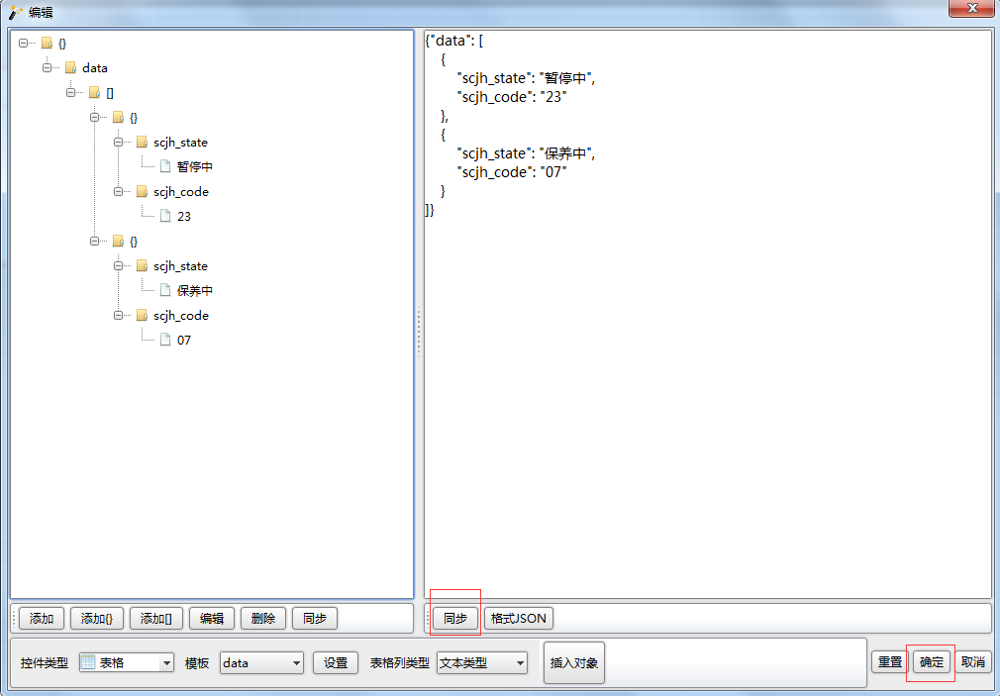 编辑
{}
data
[]
{}
scjh_state
暂停中
scjh_code
23
{}
scjh_state
保养中
scjh_code
07
{"data": [
{
"scjh_state": "暂停中",
"scjh_code": "23"
},
{
"scjh_state": "保养中",
"scjh_code": "07"
}
]}
添加 添加{} 添加[] 编辑 删除 同步 同步 格式JSON
控件类型 表格 模板 data 设置 表格列类型 文本类型 插入对象 重置 确定 取消